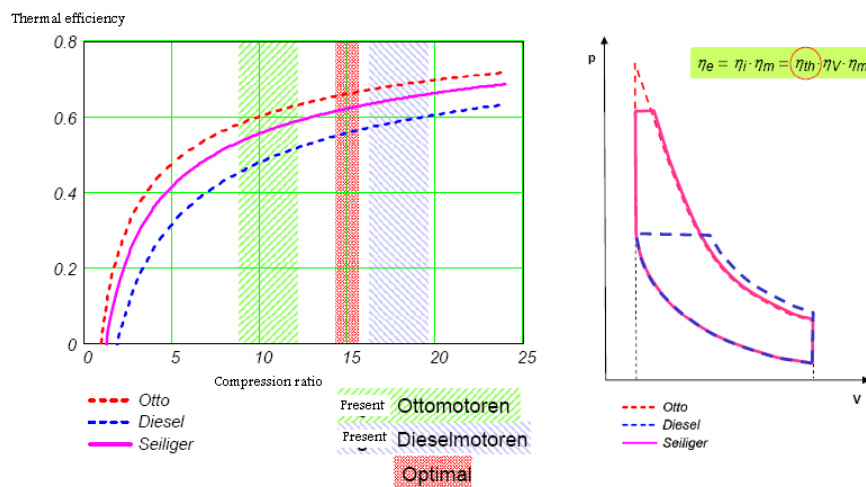 Thermal efficiency
0.8
0.6
0.4
0.2
0
0 5 10 15 20 25
Compression ratio
Otto
Diesel
Seiliger
Present Ottomotoren
Present Dieselmotoren
Optimal
p
ηe = ηi · ηm = ηth · ηV · ηm
V
Otto
Diesel
Seiliger